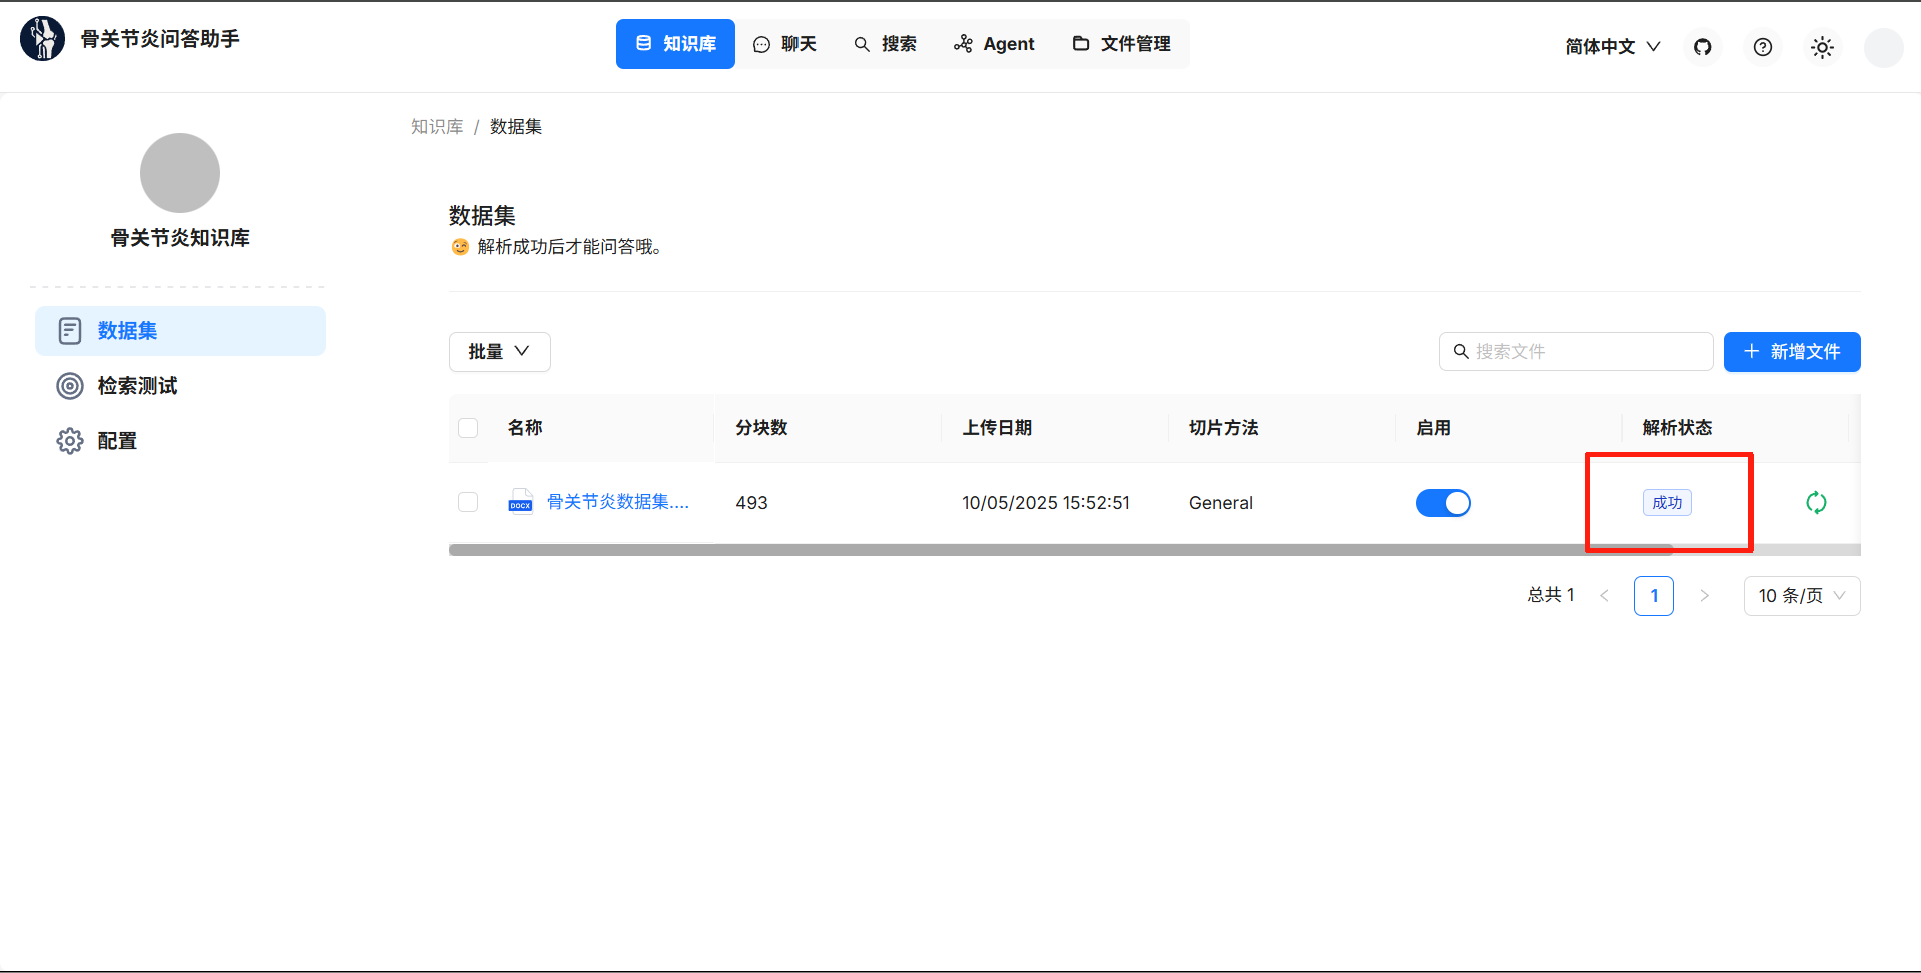 骨关节炎问答助手
知识库 聊天 搜索 Agent 文件管理
简体中文
知识库 / 数据集
骨关节炎知识库
数据集
检索测试
配置
数据集
解析成功后才能问答哦。
批量
搜索文件
新增文件
名称 分块数 上传日期 切片方法 启用 解析状态
DOCX 骨关节炎数据集.... 493 10/05/2025 15:52:51 General 成功
总共 1 1 10 条/页